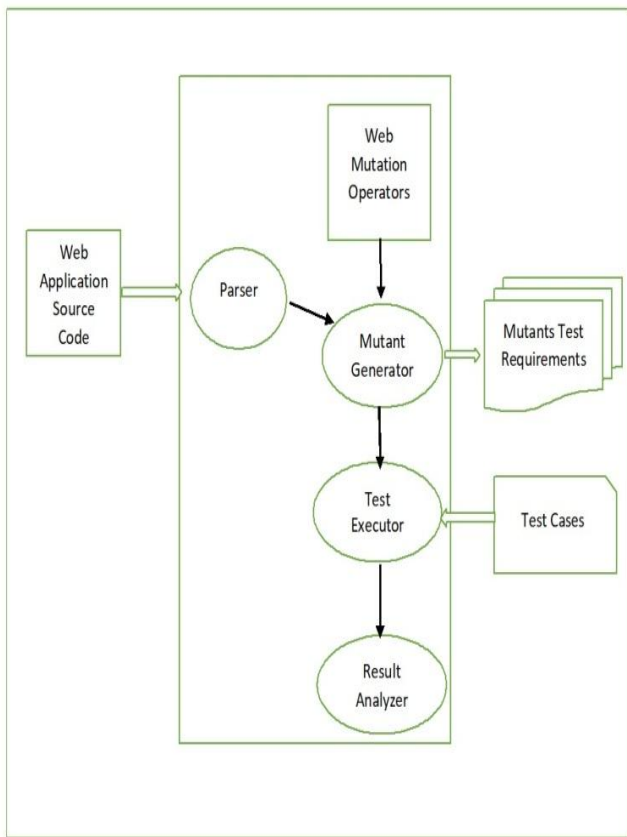 Web
Mutation
Operators
Web
Application
Source
Code
Parser
Mutant
Generator
Mutants Test
Requirements
Test
Executor
Test Cases
Result
Analyzer